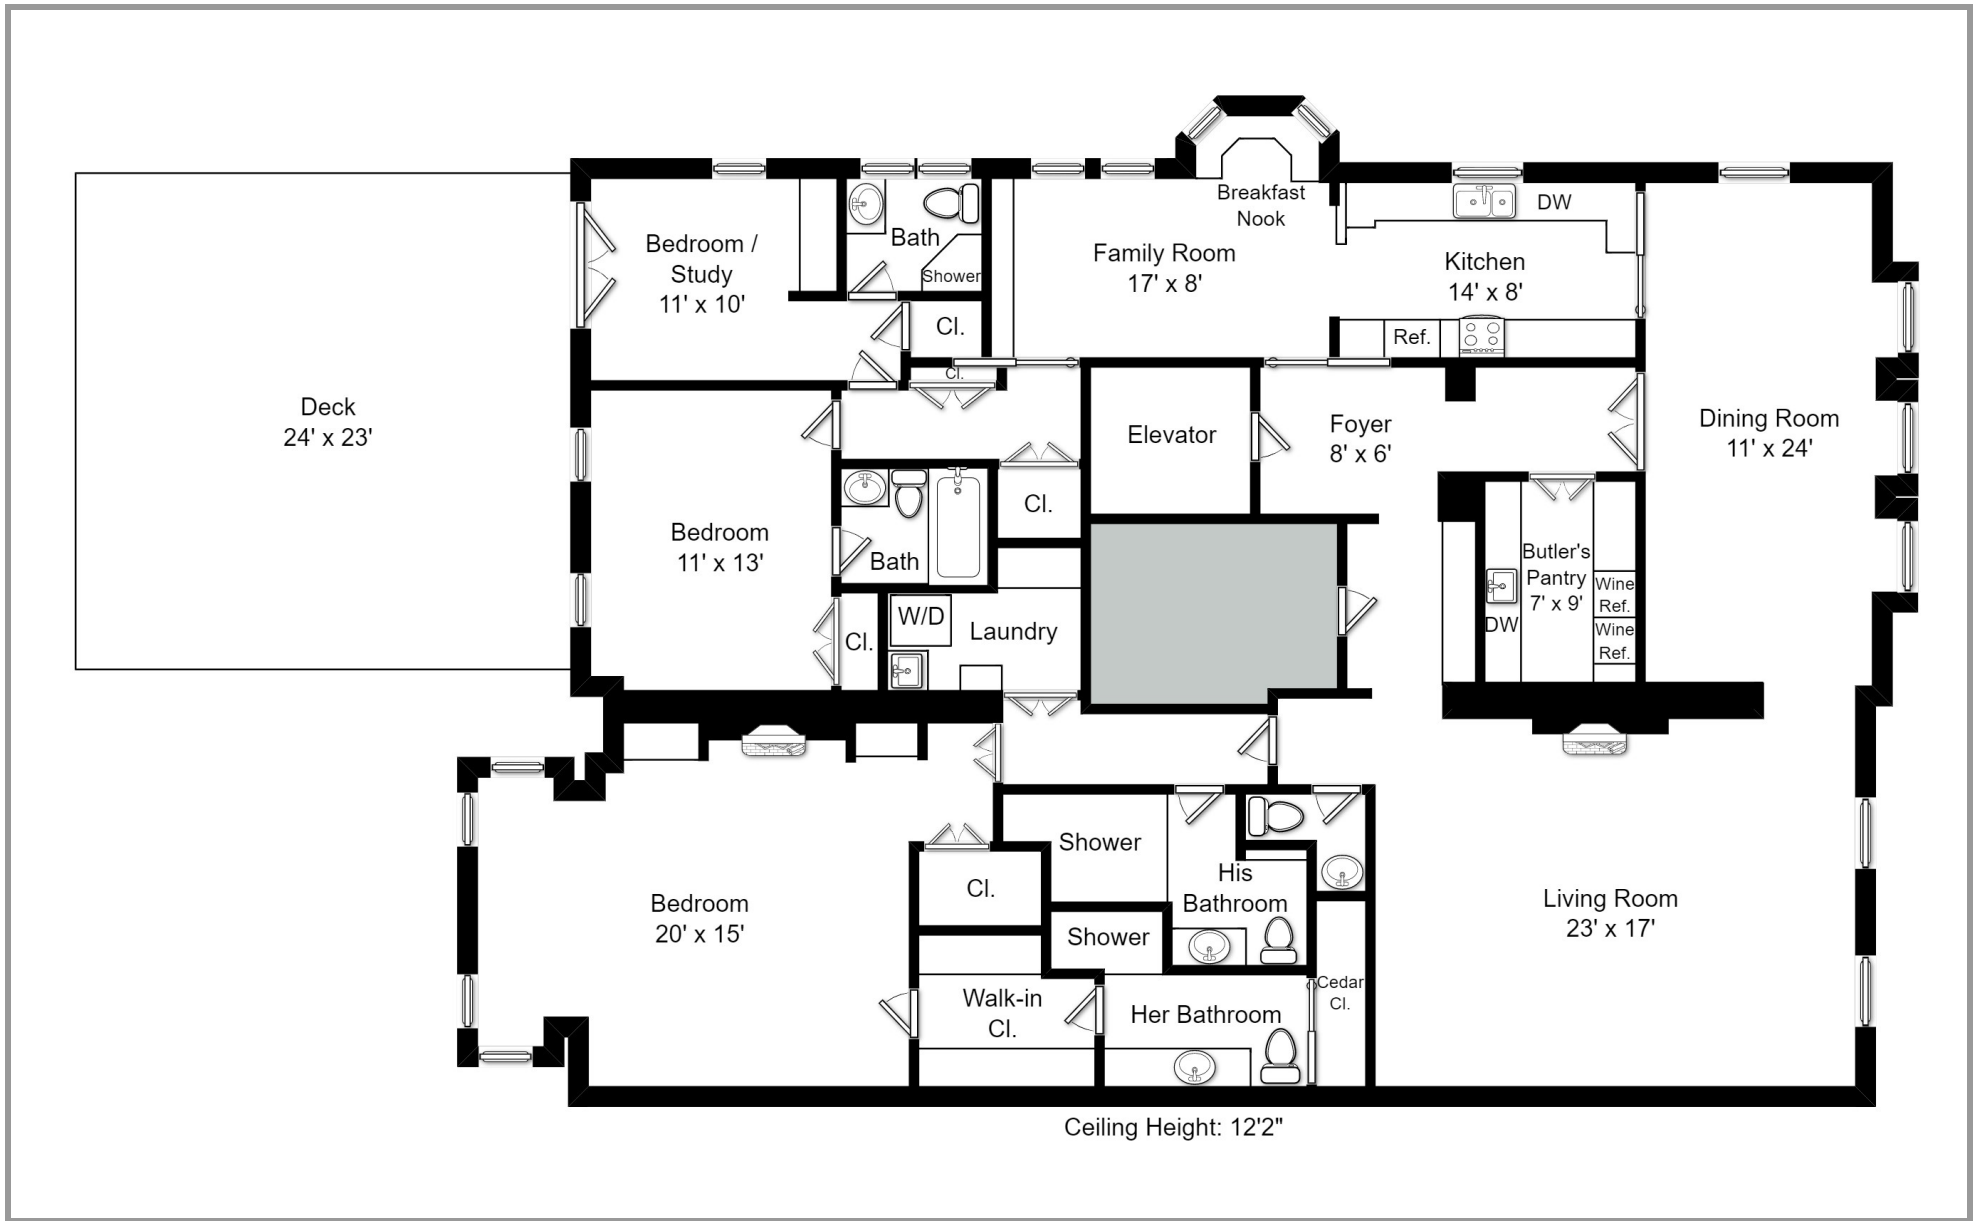 Breakfast
Nook
DW
Bath
Shower
Bedroom /
Study
11' x 10'
Family Room
17' x 8'
Kitchen
14' x 8'
Cl.
Ref.
Cl.
Deck
24' x 23'
Elevator
Foyer
8' x 6'
Dining Room
11' x 24'
Cl.
Bedroom
11' x 13'
Bath
Butler's
Pantry
7' x 9'
Wine
Ref.
Wine
Ref.
DW
W/D
Laundry
Cl.
Shower
His
Bathroom
Cl.
Bedroom
20' x 15'
Living Room
23' x 17'
Shower
Walk-in
Cl.
Her Bathroom
Cedar
Cl.
Ceiling Height: 12'2"